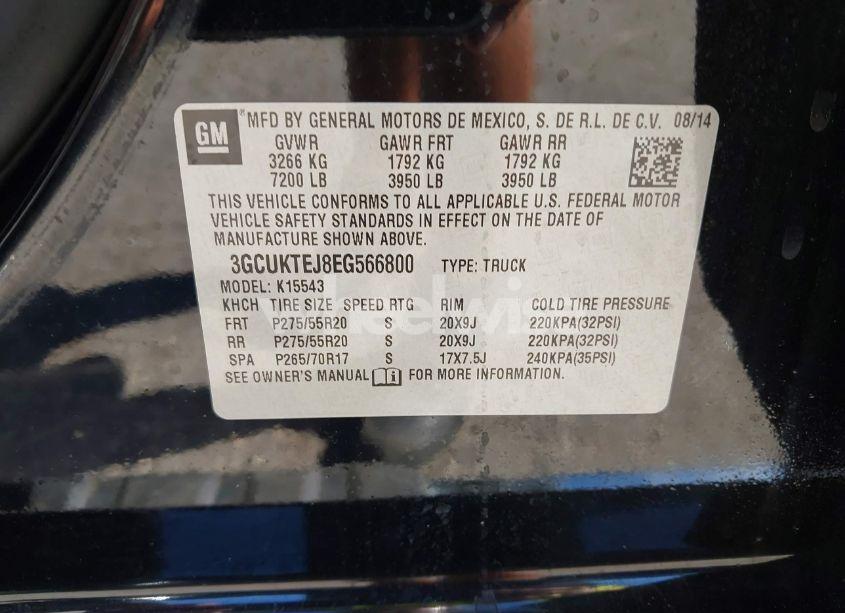 GM
® MFD BY GENERAL MOTORS DE MEXICO, S. DE R.L. DE C.V. 08/14
GVWR GAWR FRT GAWR RR
3266 KG 1792 KG 1792 KG
7200 LB 3950 LB 3950 LB
THIS VEHICLE CONFORMS TO ALL APPLICABLE U.S. FEDERAL MOTOR
VEHICLE SAFETY STANDARDS IN EFFECT ON THE DATE OF
MANUFACTURE SHOWN ABOVE.
3GCUKTEJ8EG566800 TYPE: TRUCK
MODEL: K15543
KHCH TIRE SIZE SPEED RTG RIM COLD TIRE PRESSURE
FRT P275/55R20 S 20X9J 220KPA(32PSI)
RR P275/55R20 S 20X9J 220KPA(32PSI)
SPA P265/70R17 S 17X7.5J 240KPA(35PSI)
SEE OWNER'S MANUAL FOR MORE INFORMATION.